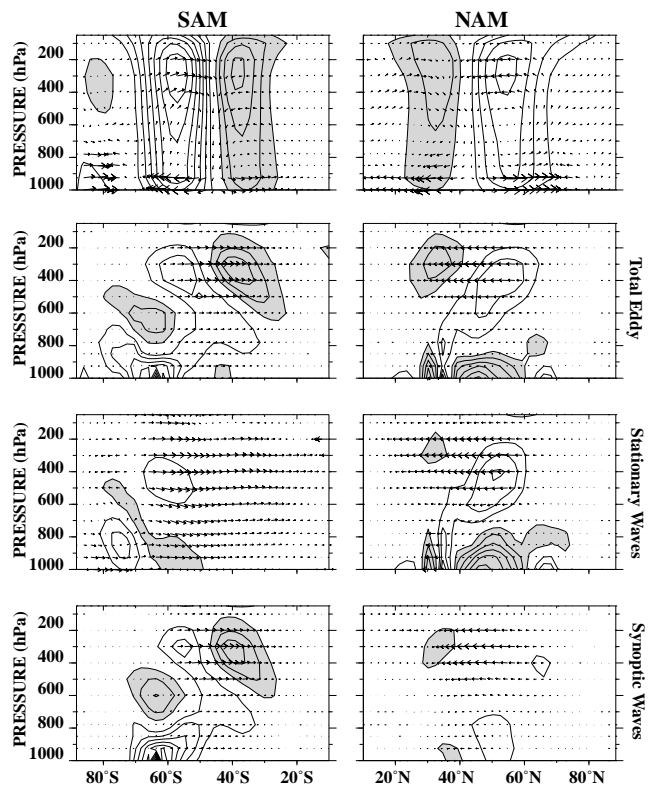 SAM NAM
PRESSURE (hPa)
200
400
600
800
1000
PRESSURE (hPa)
200
400
600
800
1000
Total Eddy
PRESSURE (hPa)
200
400
600
800
1000
Stationary Waves
PRESSURE (hPa)
200
400
600
800
1000
Synoptic Waves
80°S 60°S 40°S 20°S 20°N 40°N 60°N 80°N